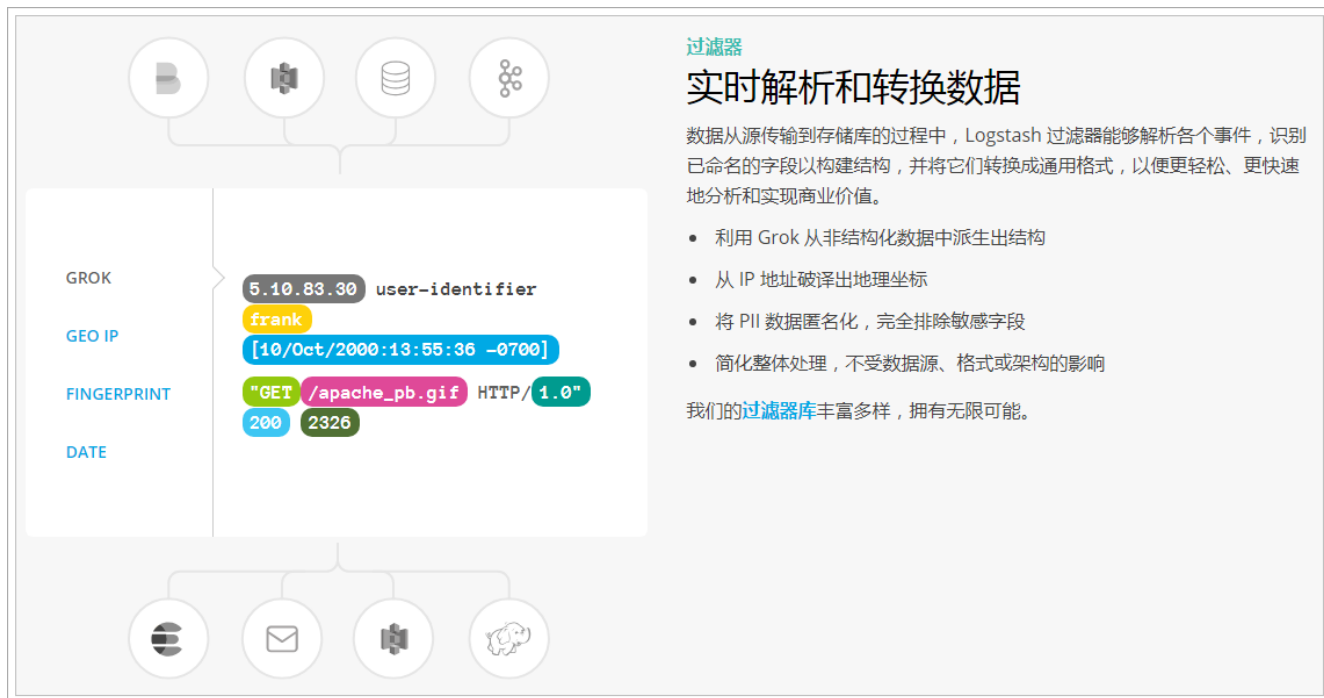 GROK
GEO IP
FINGERPRINT
DATE
5.10.83.30 user-identifier
frank
[10/Oct/2000:13:55:36 -0700]
"GET /apache_pb.gif HTTP/1.0"
200 2326
过滤器
实时解析和转换数据
数据从源传输到存储库的过程中，Logstash 过滤器能够解析各个事件，识别
已命名的字段以构建结构，并将它们转换成通用格式，以便更轻松、更快速
地分析和实现商业价值。
• 利用 Grok 从非结构化数据中派生出结构
• 从 IP 地址破译出地理坐标
• 将 PII 数据匿名化，完全排除敏感字段
• 简化整体处理，不受数据源、格式或架构的影响
我们的过滤器库丰富多样，拥有无限可能。